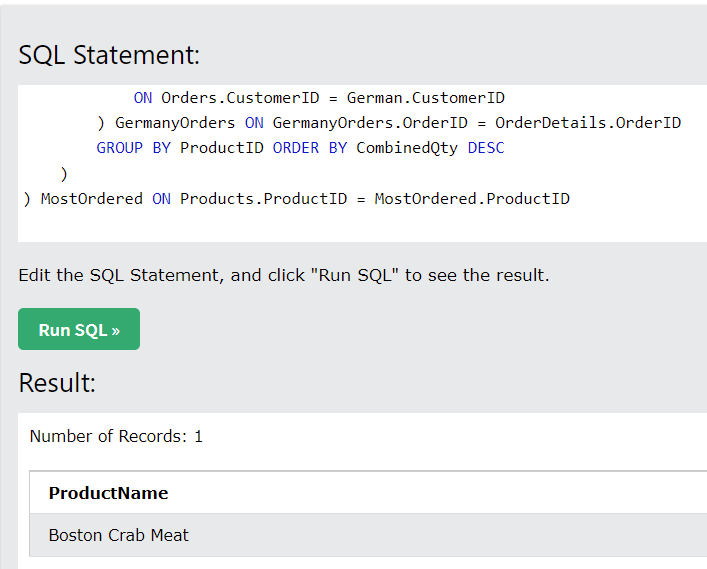 SQL Statement:
ON Orders.CustomerID = German.CustomerID
) GermanyOrders ON GermanyOrders.OrderID = OrderDetails.OrderID
GROUP BY ProductID ORDER BY CombinedQty DESC
)
) MostOrdered ON Products.ProductID = MostOrdered.ProductID
Edit the SQL Statement, and click "Run SQL" to see the result.
Run SQL »
Result:
Number of Records: 1
ProductName
Boston Crab Meat